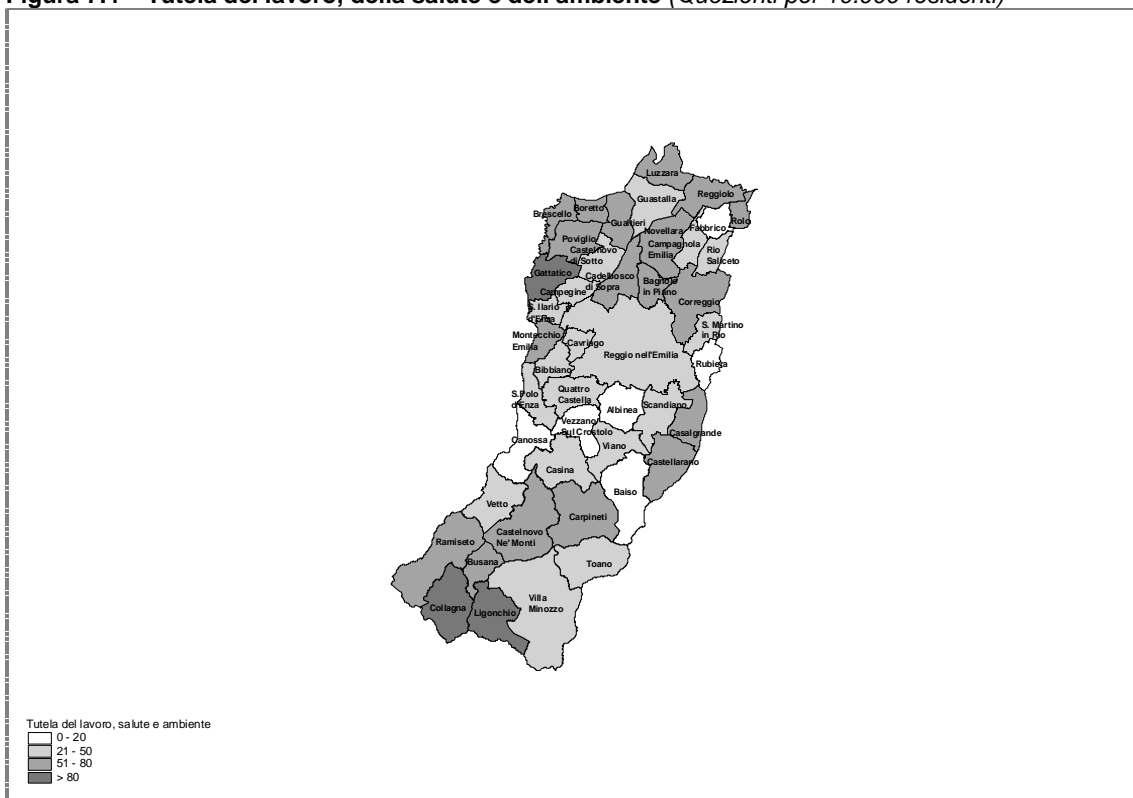 Tutela del lavoro, della salute e dell'ambiente (Quozienti per 10.000 residenti)
Luzzara
Reggiolo
Guastalla
Brescello
Boretto
Gualtieri
Fabbrico
Rolo
Novellara
Poviglio
Campagnola
Emilia
Castelnovo
di Sotto
Rio
Saliceto
Gattatico
Cadelbosco
di Sopra
Bagnolo
in Piano
Campegine
Correggio
S. Ilario
d'Enza
S. Martino
in Rio
Montecchio
Emilia
Cavriago
Reggio nell'Emilia
Rubiera
Bibbiano
Quattro
Castella
S.Polo
d'Enza
Albinea
Scandiano
Vezzano
Sul Crostolo
Canossa
Casalgrande
Viano
Castellarano
Casina
Baiso
Vetto
Carpineti
Castelnovo
Ne' Monti
Ramiseto
Busana
Toano
Villa
Minozzo
Collagna
Ligonchio
Tutela del lavoro, salute e ambiente
0 - 20
21 - 50
51 - 80
> 80